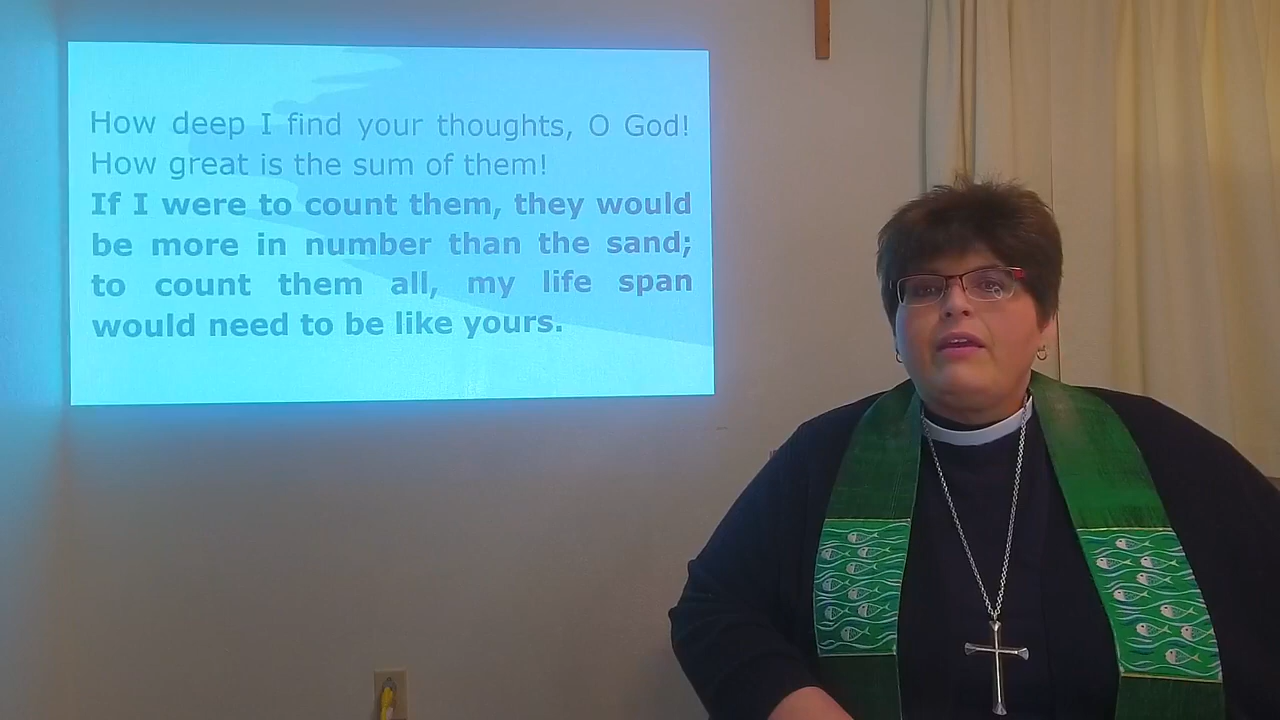 How deep I find your thoughts, O God!
How great is the sum of them!
If I were to count them, they would
be more in number than the sand;
to count them all, my life span
would need to be like yours.